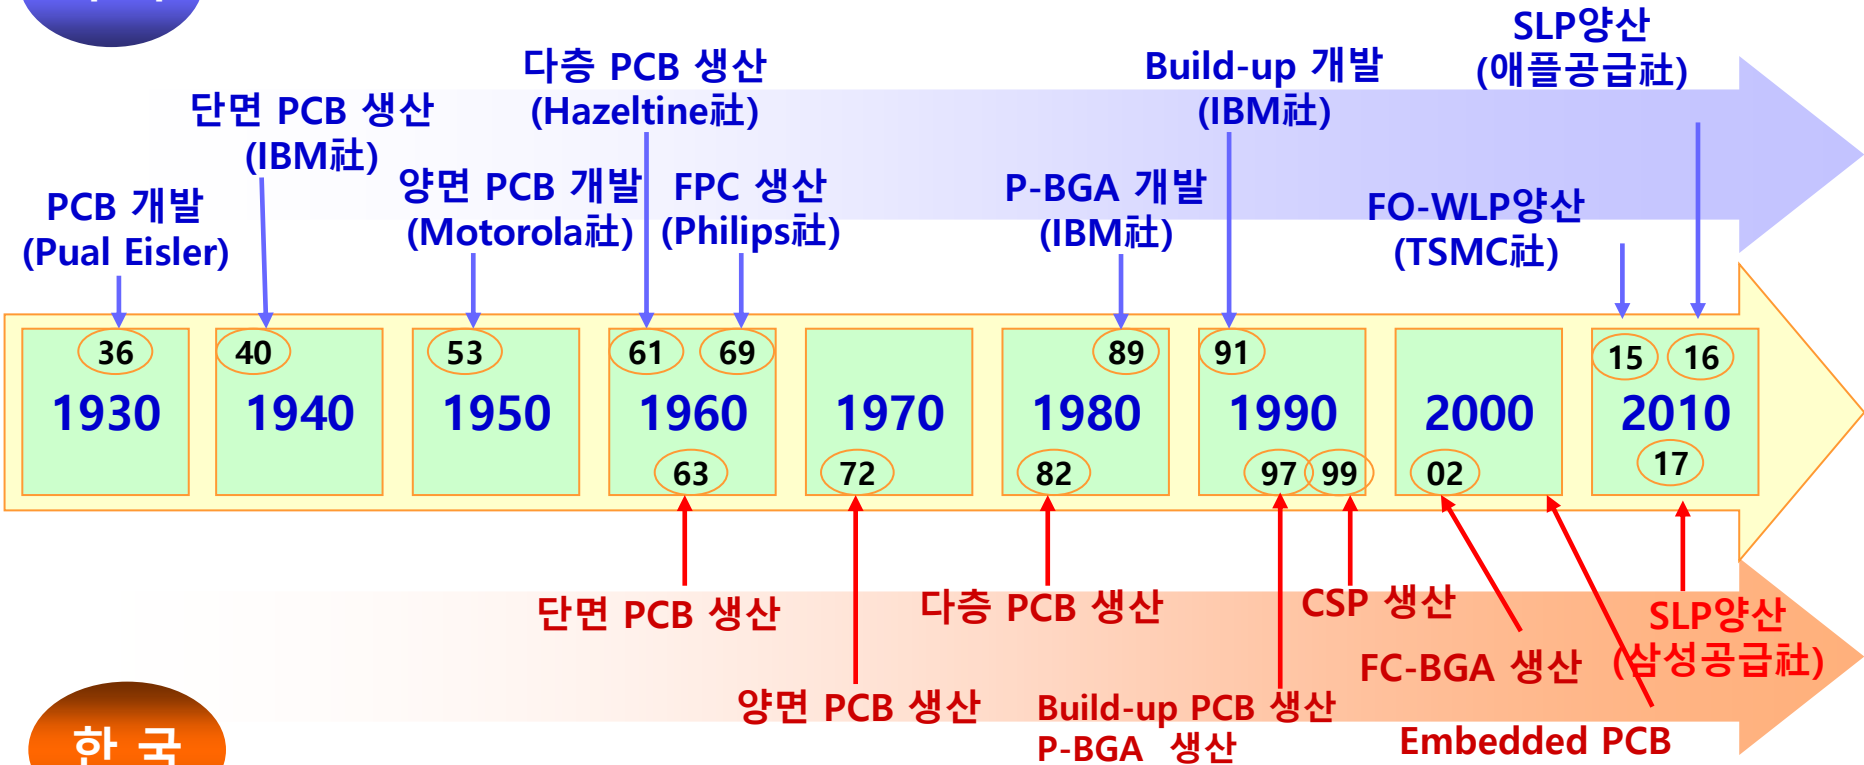 SLP양산
(애플공급社)
다층 PCB 생산
(Hazeltine社)
Build-up 개발
(IBM社)
단면 PCB 생산
(IBM社)
양면 PCB 개발
(Motorola社)
FPC 생산
(Philips社)
P-BGA 개발
(IBM社)
PCB 개발
(Pual Eisler)
FO-WLP양산
(TSMC社)
36 40 53 61 69 89 91 15 16
1930 1940 1950 1960 1970 1980 1990 2000 2010
63 72 82 97 99 02 17
단면 PCB 생산
다층 PCB 생산
CSP 생산
SLP양산
(삼성공급社)
FC-BGA 생산
양면 PCB 생산
Build-up PCB 생산
P-BGA 생산
Embedded PCB
한 국